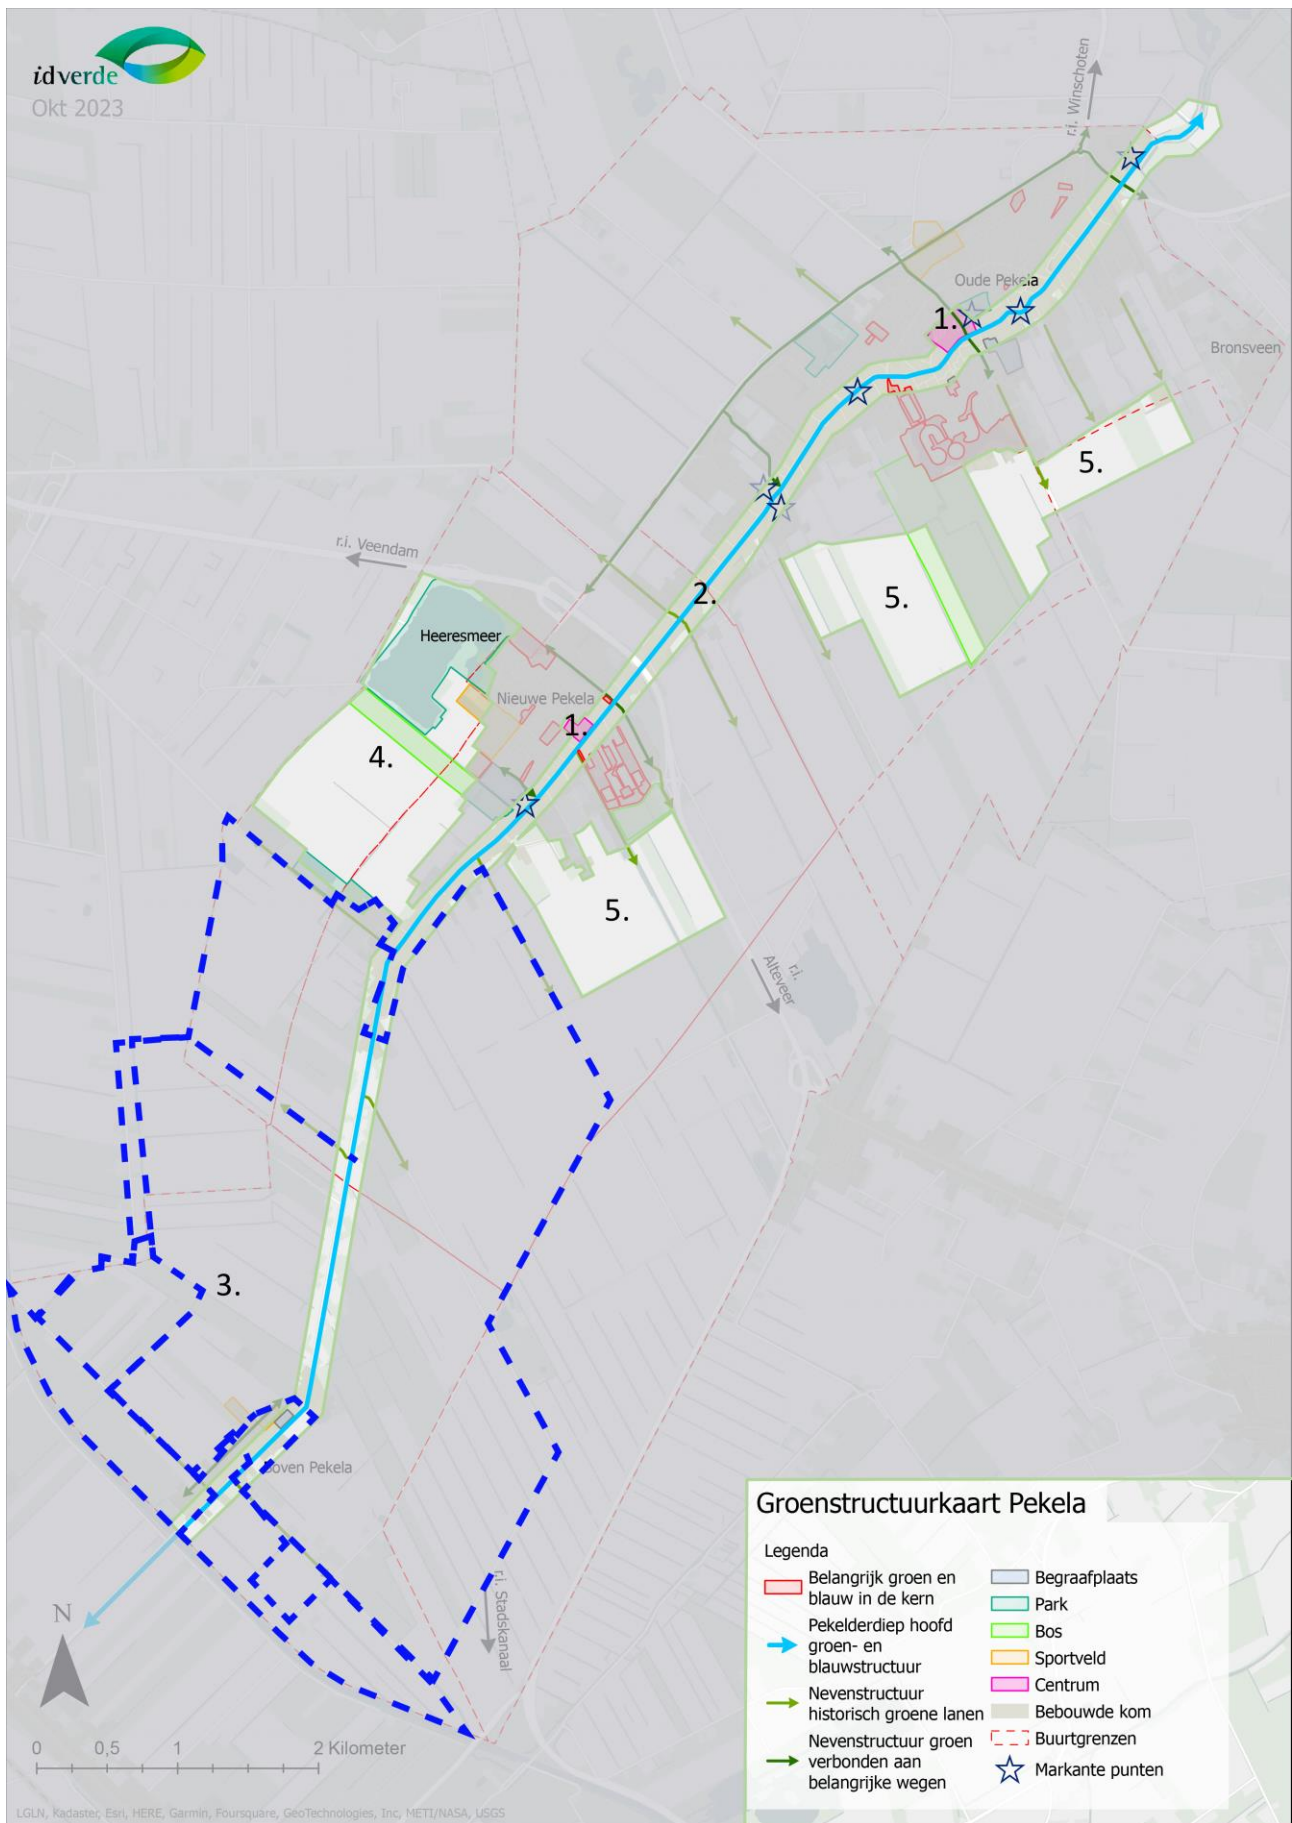 idverde
Okt 2023
r.i. Winschoten
Oude Pekela
1.
Bronsveen
5.
r.i. Veendam
5.
2.
Heeresmeer
Nieuwe Pekela
1.
4.
5.
r.i.
Alteveer
3.
Boven Pekela
r.i. Stadskanaal
N
0 0,5 1 2 Kilometer
LGLN, Kadaster, Esri, HERE, Garmin, Foursquare, GeoTechnologies, Inc, METI/NASA, USGS
Groenstructuurkaart Pekela
Legenda
Belangrijk groen en
blauw in de kern
Pekelderdiep hoofd
groen- en
blauwstructuur
Nevenstructuur
historisch groene lanen
Nevenstructuur groen
verbonden aan
belangrijke wegen
Begraafplaats
Park
Bos
Sportveld
Centrum
Bebouwde kom
Buurtgrenzen
Markante punten